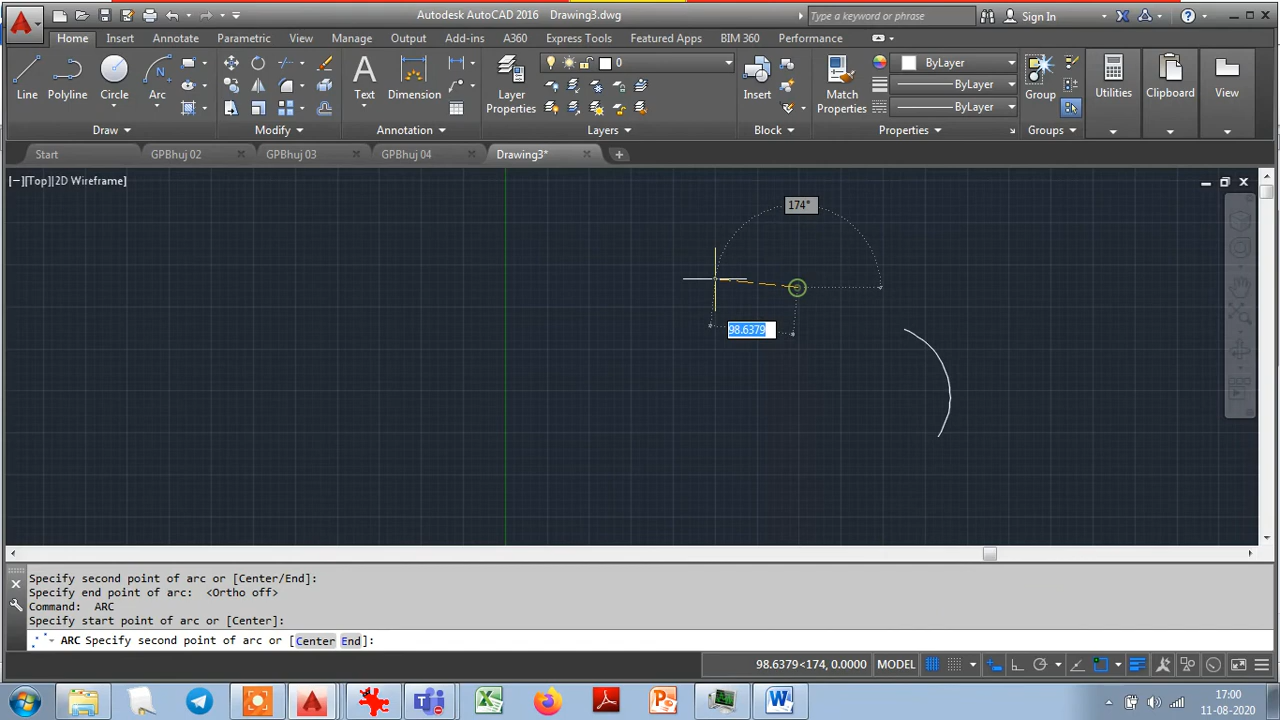 Autodesk AutoCAD 2016 Drawing3.dwg
Type a keyword or phrase
Sign In
Home Insert Annotate Parametric View Manage Output Add-ins A360 Express Tools Featured Apps BIM 360 Performance
Line Polyline Circle Arc
Draw
Modify
Text Dimension
Annotation
Layer Properties
0
Layers
Insert
Block
Match Properties
ByLayer
ByLayer
ByLayer
Properties
Group
Groups
Utilities
Clipboard
View
Start GPBhuj 02 GPBhuj 03 GPBhuj 04 Drawing3*
[−][Top][2D Wireframe]
174°
98.6379
Specify second point of arc or [Center/End]:
Specify end point of arc: <Ortho off>
Command: ARC
Specify start point of arc or [Center]:
ARC Specify second point of arc or [Center End]:
98.6379<174, 0.0000 MODEL
17:00
11-08-2020